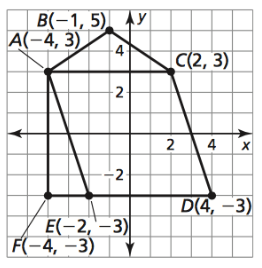 B(−1, 5)
y
A(−4, 3)
4
C(2, 3)
2
2
4
x
−2
D(4, −3)
E(−2, −3)
F(−4, −3)